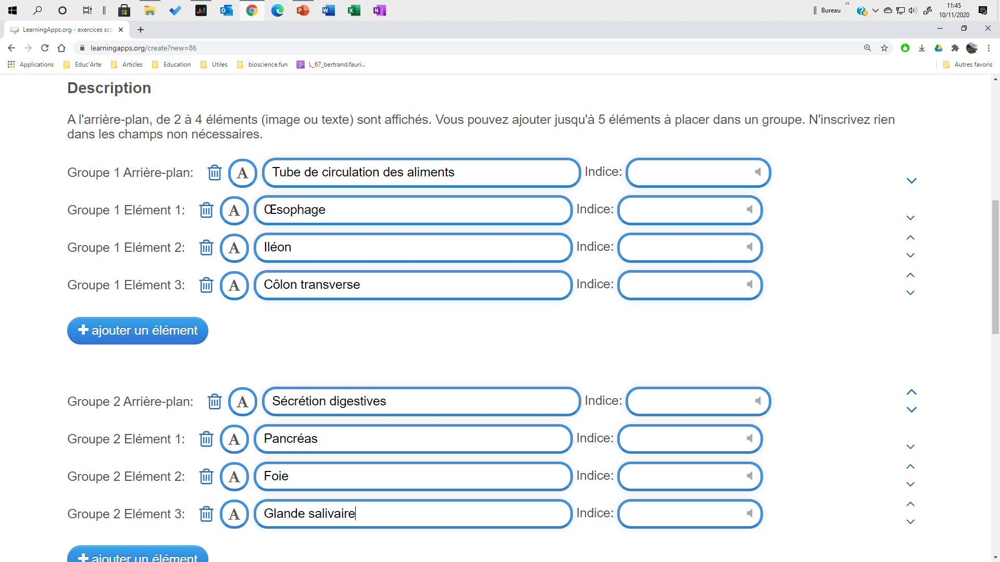 Bureau
11:45
10/11/2020
LearningApps.org - exercices sco
learningapps.org/create?new=86
Applications Educ'Arte Articles Education Utiles bioscience.fun L_67_bertrand.fauri... Autres favoris
Description
A l'arrière-plan, de 2 à 4 éléments (image ou texte) sont affichés. Vous pouvez ajouter jusqu'à 5 éléments à placer dans un groupe. N'inscrivez rien
dans les champs non nécessaires.
Groupe 1 Arrière-plan: A Tube de circulation des aliments Indice:
Groupe 1 Elément 1: A Œsophage Indice:
Groupe 1 Elément 2: A Iléon Indice:
Groupe 1 Elément 3: A Côlon transverse Indice:
+ ajouter un élément
Groupe 2 Arrière-plan: A Sécrétion digestives Indice:
Groupe 2 Elément 1: A Pancréas Indice:
Groupe 2 Elément 2: A Foie Indice:
Groupe 2 Elément 3: A Glande salivaire Indice:
+ ajouter un élément